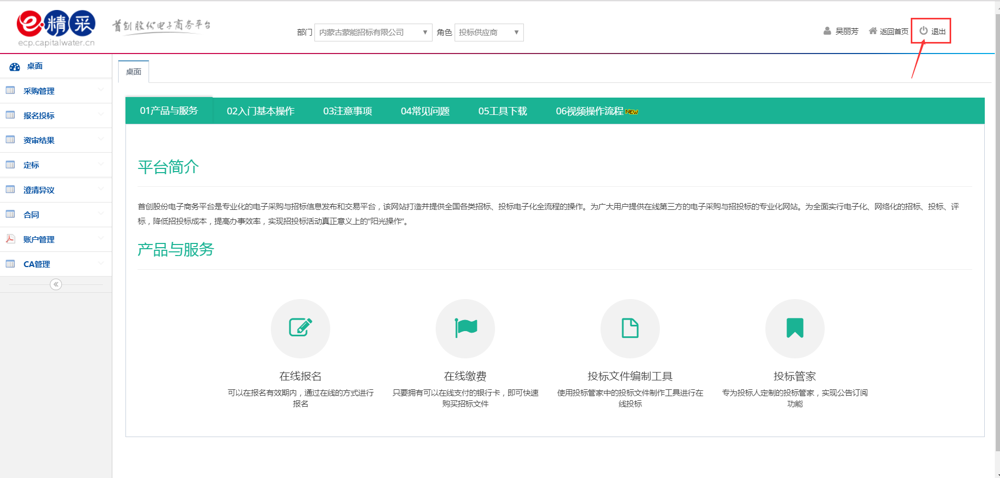 e精采
ecp.capitalwater.cn
首创股份电子商务平台
部门 内蒙古蒙能招标有限公司 ▼ 角色 投标供应商 ▼
吴丽芳 返回首页 退出
桌面
采购管理
报名投标
资审结果
定标
澄清异议
合同
账户管理
CA管理
桌面
01产品与服务 02入门基本操作 03注意事项 04常见问题 05工具下载 06视频操作流程 NEW
平台简介
首创股份电子商务平台是专业化的电子采购与招标信息发布和交易平台，该网站打造并提供全国各类招标、投标电子化全流程的操作。为广大用户提供在线第三方的电子采购与招投标的专业化网站。为全面实行电子化、网络化的招标、投标、评
标，降低招投标成本，提高办事效率，实现招投标活动真正意义上的“阳光操作”。
产品与服务
在线报名
可以在报名有效期内，通过在线的方式进行
报名
在线缴费
只要拥有可以在线支付的银行卡，即可快速
购买招标文件
投标文件编制工具
使用投标管家中的投标文件制作工具进行在
线投标
投标管家
专为投标人定制的投标管家，实现公告订阅
功能